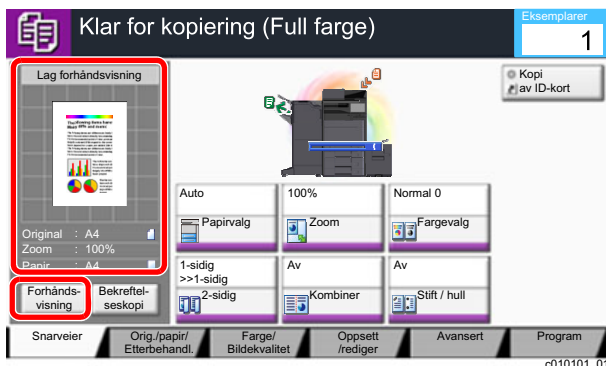 Klar for kopiering (Full farge)
Eksemplarer
1
Lag forhåndsvisning
Original : A4
Zoom : 100%
Papir : A4
Forhånds-
visning
Bekreftel-
seskopi
Kopi
av ID-kort
Auto
Papirvalg
100%
Zoom
Normal 0
Fargevalg
1-sidig
>>1-sidig
2-sidig
Av
Kombiner
Av
Stift / hull
Snarveier
Orig./papir/
Etterbehandl.
Farge/
Bildekvalitet
Oppsett
/rediger
Avansert
Program
c010101_01